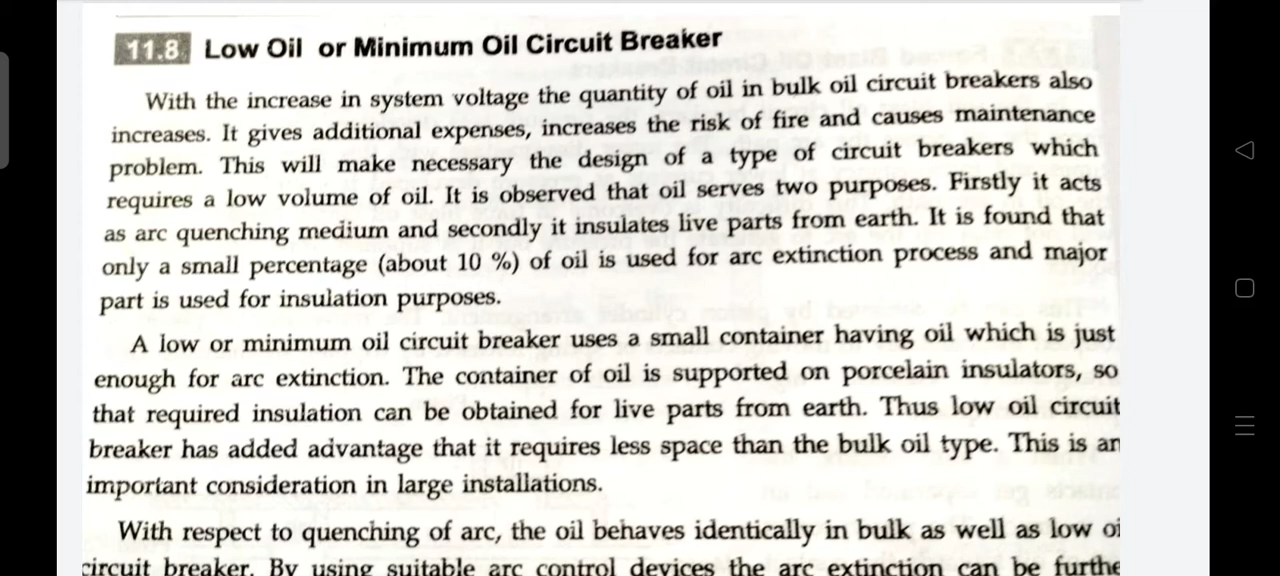 11.8 Low Oil or Minimum Oil Circuit Breaker
With the increase in system voltage the quantity of oil in bulk oil circuit breakers also
increases. It gives additional expenses, increases the risk of fire and causes maintenance
problem. This will make necessary the design of a type of circuit breakers which
requires a low volume of oil. It is observed that oil serves two purposes. Firstly it acts
as arc quenching medium and secondly it insulates live parts from earth. It is found that
only a small percentage (about 10 %) of oil is used for arc extinction process and major
part is used for insulation purposes.
A low or minimum oil circuit breaker uses a small container having oil which is just
enough for arc extinction. The container of oil is supported on porcelain insulators, so
that required insulation can be obtained for live parts from earth. Thus low oil circuit
breaker has added advantage that it requires less space than the bulk oil type. This is an
important consideration in large installations.
With respect to quenching of arc, the oil behaves identically in bulk as well as low oi
circuit breaker. By using suitable arc control devices the arc extinction can be furthe